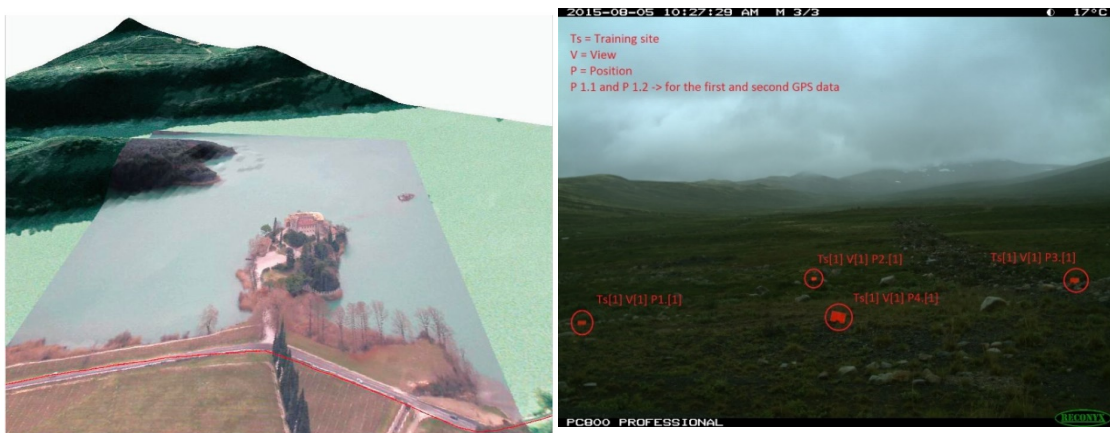 2015-08-05 10:27:29 AM M 3/3 17°C
Ts = Training site
V = View
P = Position
P 1.1 and P 1.2 -> for the first and second GPS data
Ts[1] V[1] P2.[1]
Ts[1] V[1] P3.[1]
Ts[1] V[1] P1.[1]
Ts[1] V[1] P4.[1]
PC800 PROFESSIONAL
RECONYX